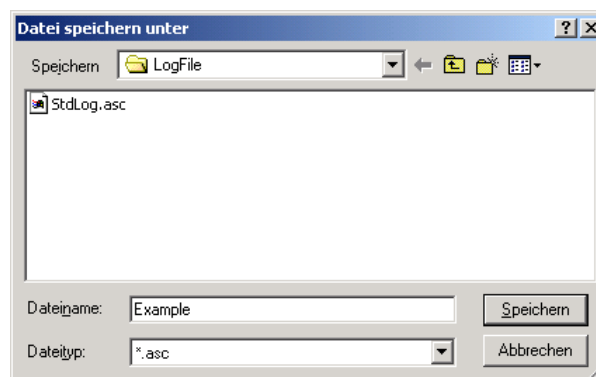 Datei speichern unter
Speichern LogFile
StdLog.asc
Dateiname: Example Speichern
Dateityp: *.asc Abbrechen